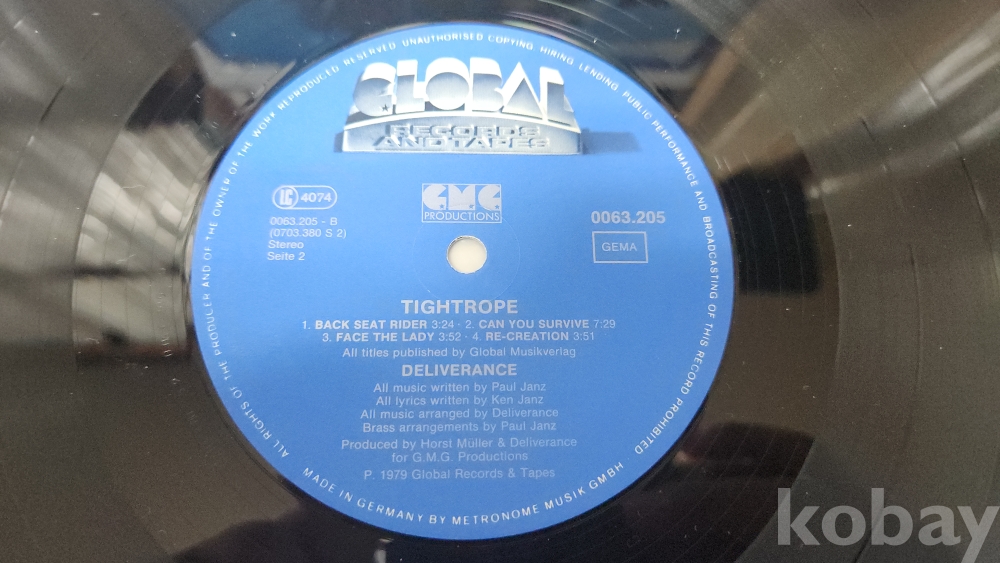 ALL RIGHTS OF THE PRODUCER AND OF THE OWNER OF THE WORK REPRODUCED RESERVED UNAUTHORISED COPYING, HIRING, LENDING, PUBLIC PERFORMANCE AND BROADCASTING OF THIS RECORD PROHIBITED
GLOBAL
RECORDS
AND TAPES
LC 4074
0063.205 - B
(0703.380 S 2)
Stereo
Seite 2
G.M.G.
PRODUCTIONS
0063.205
GEMA
TIGHTROPE
1. BACK SEAT RIDER 3:24 · 2. CAN YOU SURVIVE 7:29
3. FACE THE LADY 3:52 · 4. RE-CREATION 3:51
All titles published by Global Musikverlag
DELIVERANCE
All music written by Paul Janz
All lyrics written by Ken Janz
All music arranged by Deliverance
Brass arrangements by Paul Janz
Produced by Horst Müller & Deliverance
for G.M.G. Productions
P. 1979 Global Records & Tapes
MADE IN GERMANY BY METRONOME MUSIK GMBH
kobay